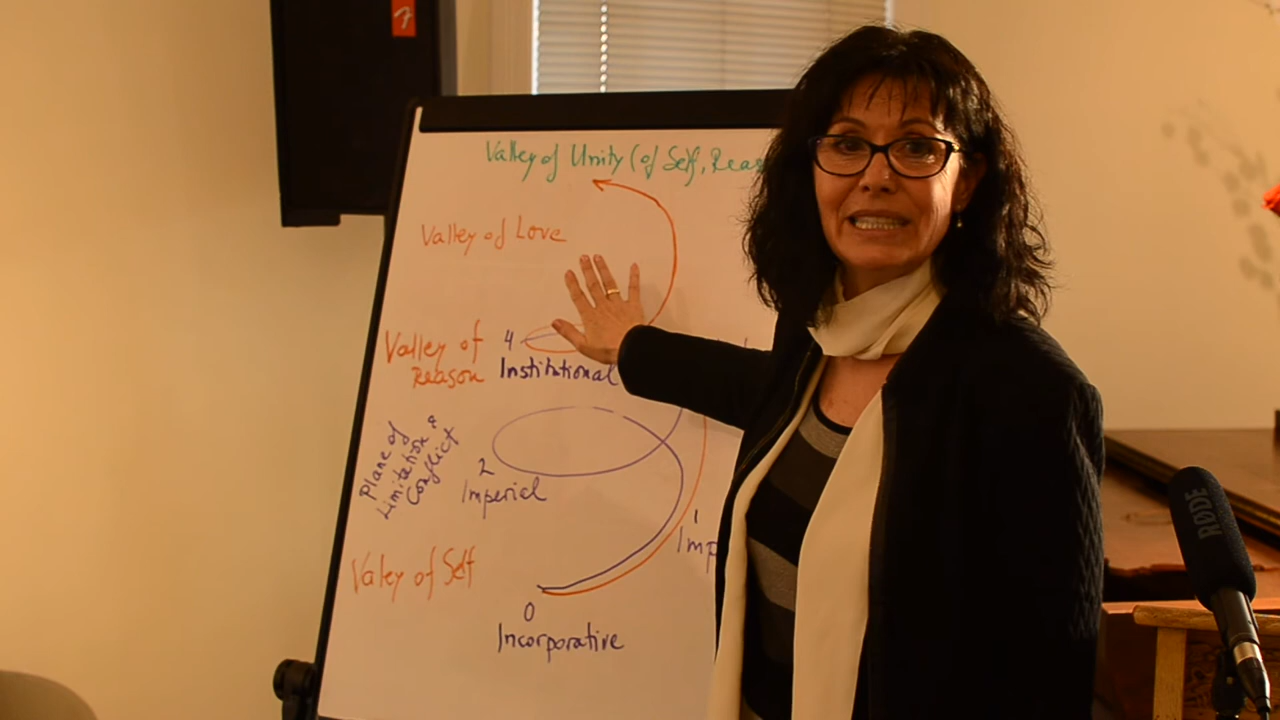 Valley of Unity (of Self, Reas
Valley of Love
Valley of
Reason
4
Institutional
Plane of
Limitation &
Conflict
2
Imperial
1
Imp
Valey of Self
0
Incorporative
RØDE